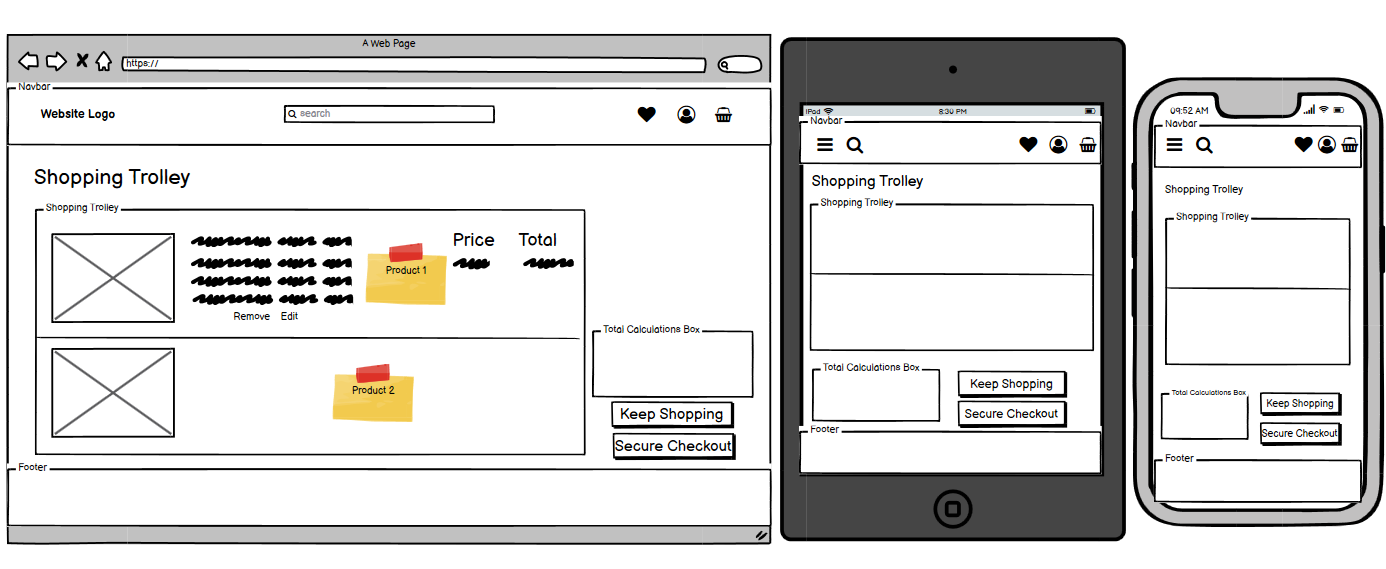 A Web Page
https://
Navbar
Website Logo
search
Shopping Trolley
Shopping Trolley
Price
Total
Product 1
Remove
Edit
Product 2
Total Calculations Box
Keep Shopping
Secure Checkout
Footer
iPad
8:30 PM
Navbar
Shopping Trolley
Shopping Trolley
Total Calculations Box
Keep Shopping
Secure Checkout
Footer
09:52 AM
Navbar
Shopping Trolley
Shopping Trolley
Total Calculations Box
Keep Shopping
Secure Checkout
Footer